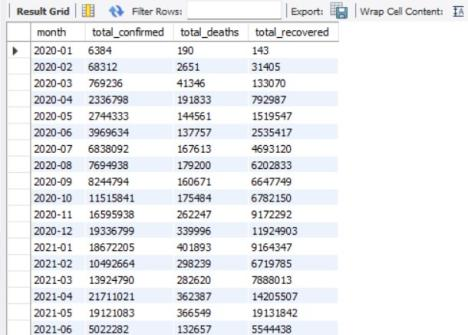 Result Grid Filter Rows: Export: Wrap Cell Content: IA
month total_confirmed total_deaths total_recovered
2020-01 6384 190 143
2020-02 68312 2651 31405
2020-03 769236 41346 133070
2020-04 2336798 191833 792987
2020-05 2744333 144561 1519547
2020-06 3969634 137757 2535417
2020-07 6838092 167613 4693120
2020-08 7694938 179200 6202833
2020-09 8244794 160671 6647749
2020-10 11515841 175484 6782150
2020-11 16595938 262247 9172292
2020-12 19336799 339996 11924903
2021-01 18672205 401893 9164347
2021-02 10492664 298239 6719785
2021-03 13924790 282620 7888013
2021-04 21711021 362387 14205507
2021-05 19121083 366549 19131842
2021-06 5022282 132657 5544438